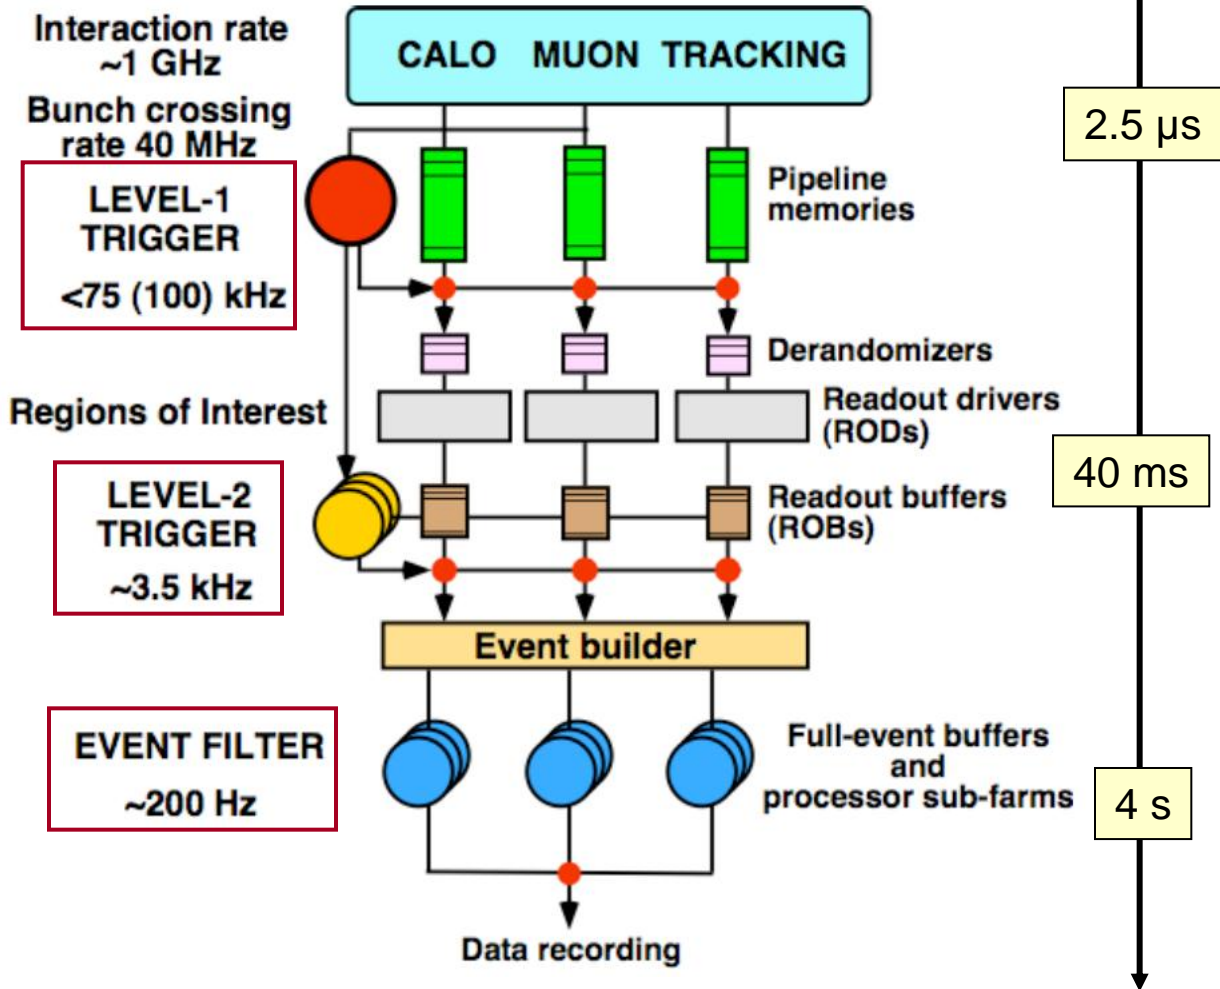 Interaction rate
~1 GHz
CALO MUON TRACKING
Bunch crossing
rate 40 MHz
2.5 µs
LEVEL-1
TRIGGER
<75 (100) kHz
Pipeline
memories
Derandomizers
Regions of Interest
Readout drivers
(RODs)
40 ms
LEVEL-2
TRIGGER
~3.5 kHz
Readout buffers
(ROBs)
Event builder
EVENT FILTER
~200 Hz
Full-event buffers
and
processor sub-farms
4 s
Data recording